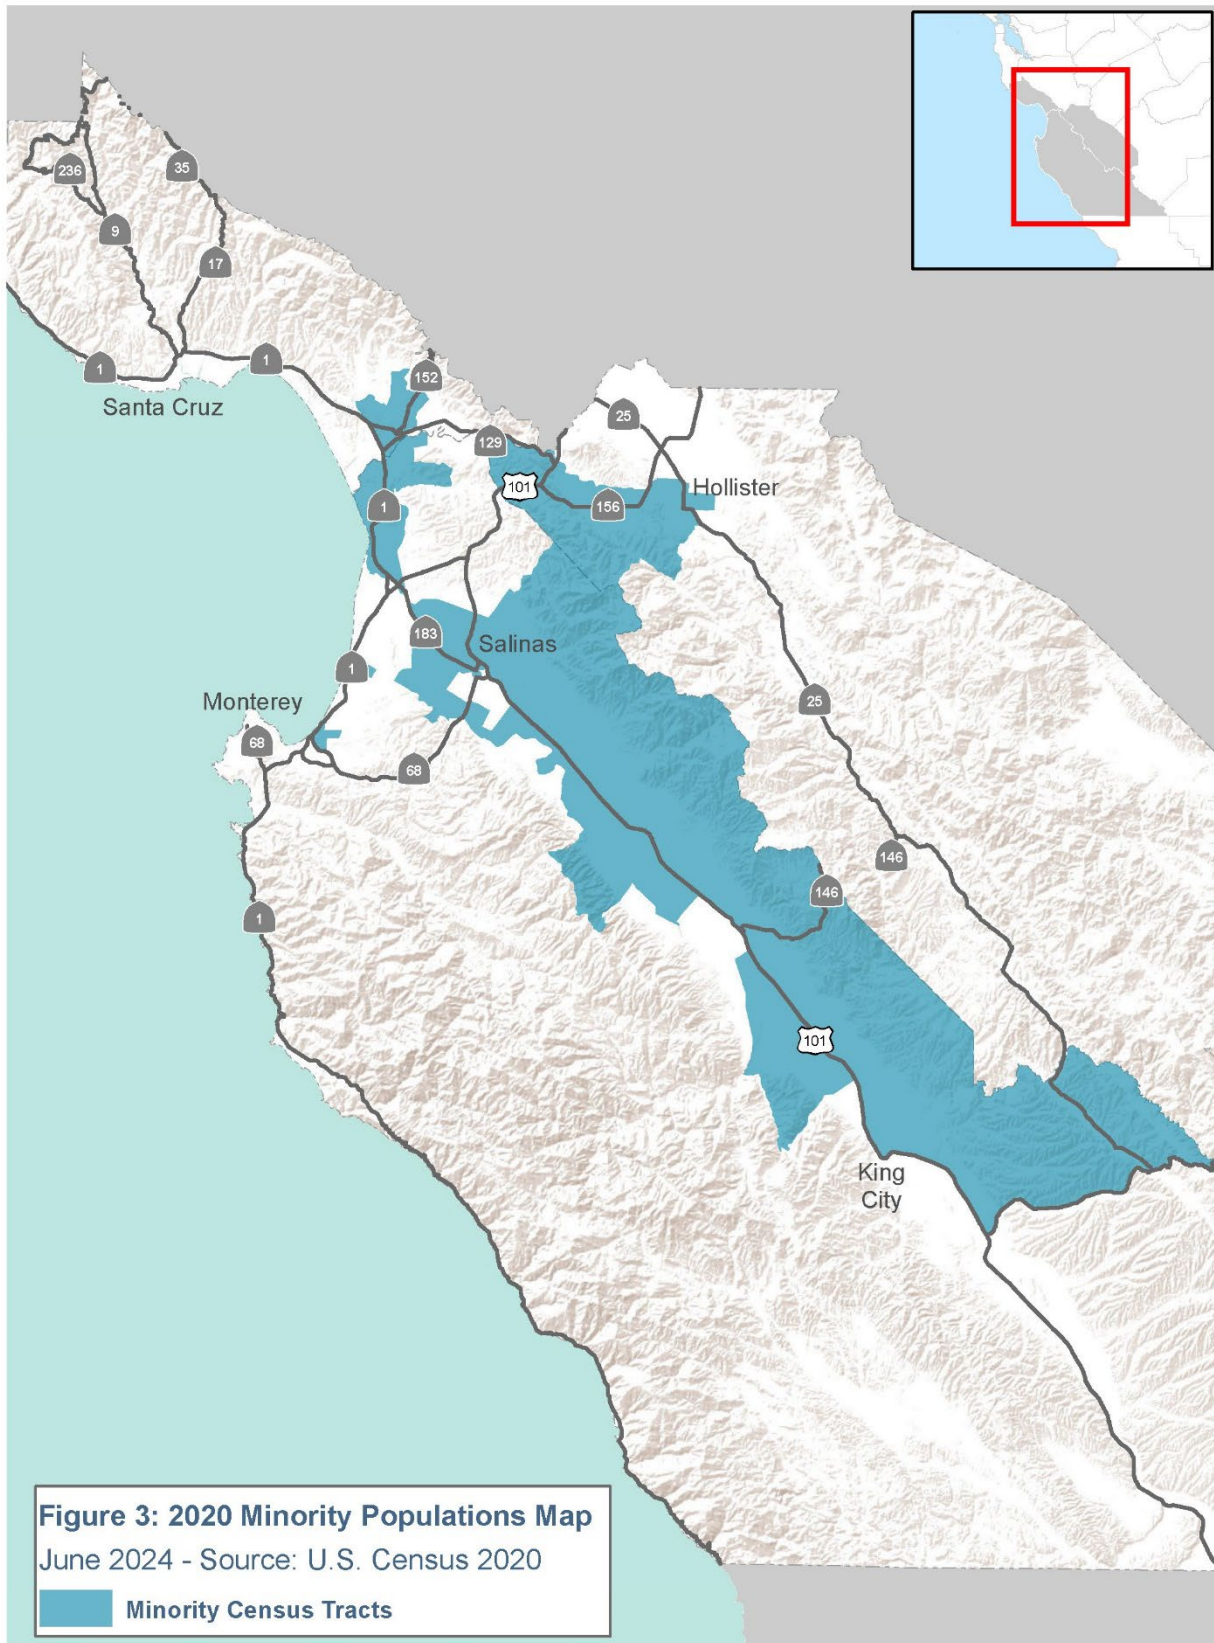 236
35
9
17
1
1
152
Santa Cruz
25
129
101
Hollister
1
156
183
Salinas
1
Monterey
25
68
68
146
146
1
101
King
City
Figure 3: 2020 Minority Populations Map
June 2024 - Source: U.S. Census 2020
Minority Census Tracts